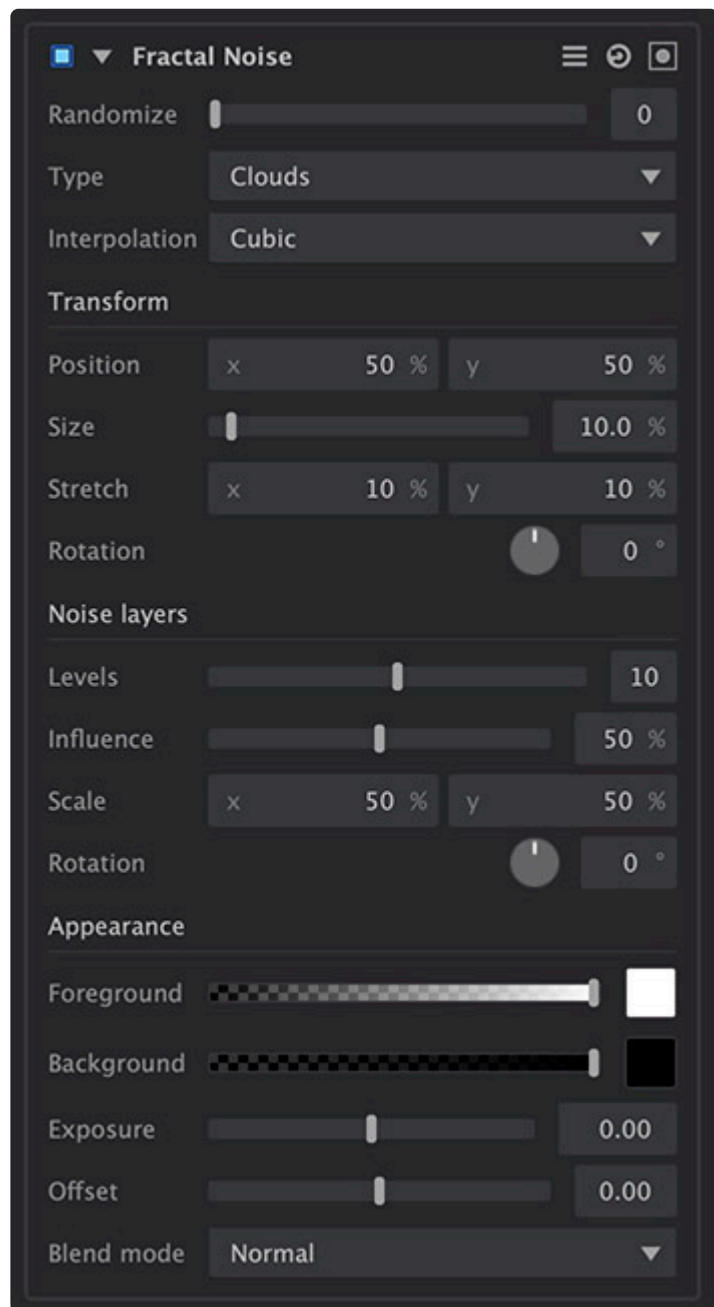 Fractal Noise
Randomize 0
Type Clouds
Interpolation Cubic
Transform
Position x 50 % y 50 %
Size 10.0 %
Stretch x 10 % y 10 %
Rotation 0 °
Noise layers
Levels 10
Influence 50 %
Scale x 50 % y 50 %
Rotation 0 °
Appearance
Foreground
Background
Exposure 0.00
Offset 0.00
Blend mode Normal